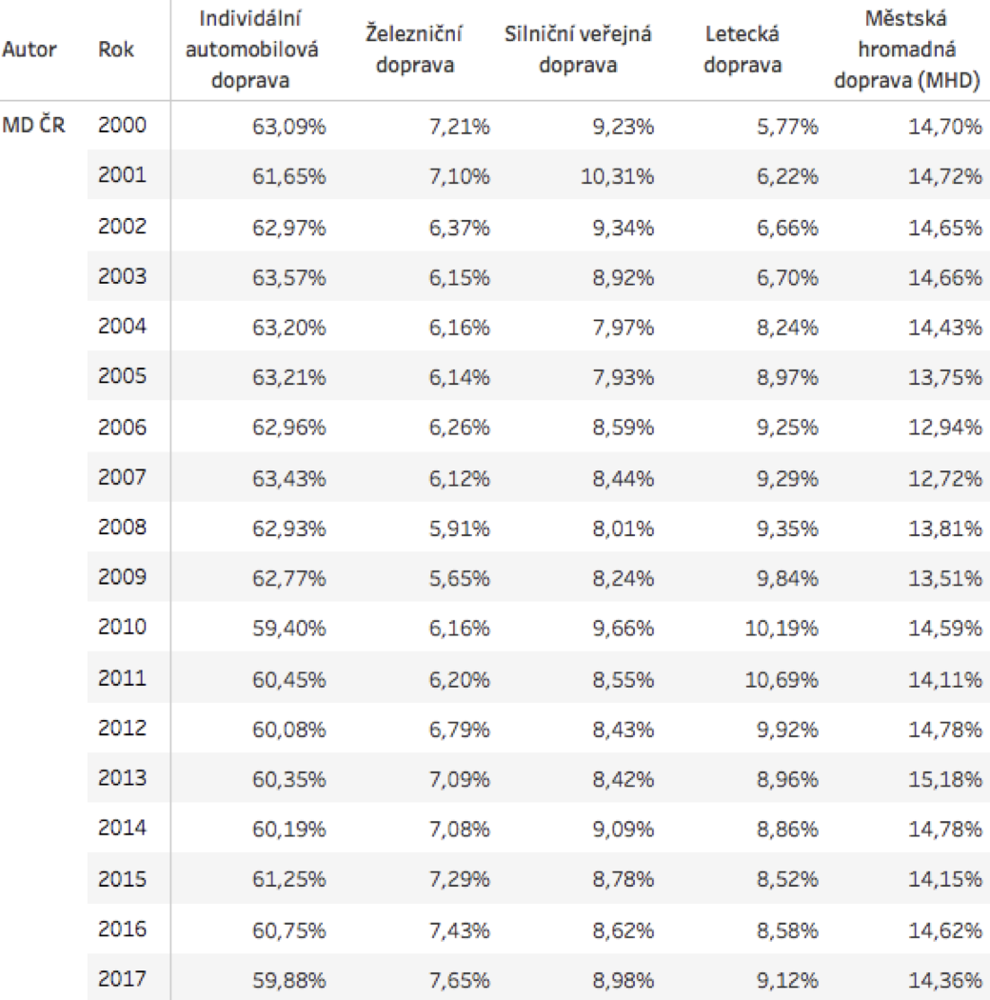 Autor Rok Individální automobilová doprava Železniční doprava Silniční veřejná doprava Letecká doprava Městská hromadná doprava (MHD)
MD ČR 2000 63,09% 7,21% 9,23% 5,77% 14,70%
2001 61,65% 7,10% 10,31% 6,22% 14,72%
2002 62,97% 6,37% 9,34% 6,66% 14,65%
2003 63,57% 6,15% 8,92% 6,70% 14,66%
2004 63,20% 6,16% 7,97% 8,24% 14,43%
2005 63,21% 6,14% 7,93% 8,97% 13,75%
2006 62,96% 6,26% 8,59% 9,25% 12,94%
2007 63,43% 6,12% 8,44% 9,29% 12,72%
2008 62,93% 5,91% 8,01% 9,35% 13,81%
2009 62,77% 5,65% 8,24% 9,84% 13,51%
2010 59,40% 6,16% 9,66% 10,19% 14,59%
2011 60,45% 6,20% 8,55% 10,69% 14,11%
2012 60,08% 6,79% 8,43% 9,92% 14,78%
2013 60,35% 7,09% 8,42% 8,96% 15,18%
2014 60,19% 7,08% 9,09% 8,86% 14,78%
2015 61,25% 7,29% 8,78% 8,52% 14,15%
2016 60,75% 7,43% 8,62% 8,58% 14,62%
2017 59,88% 7,65% 8,98% 9,12% 14,36%